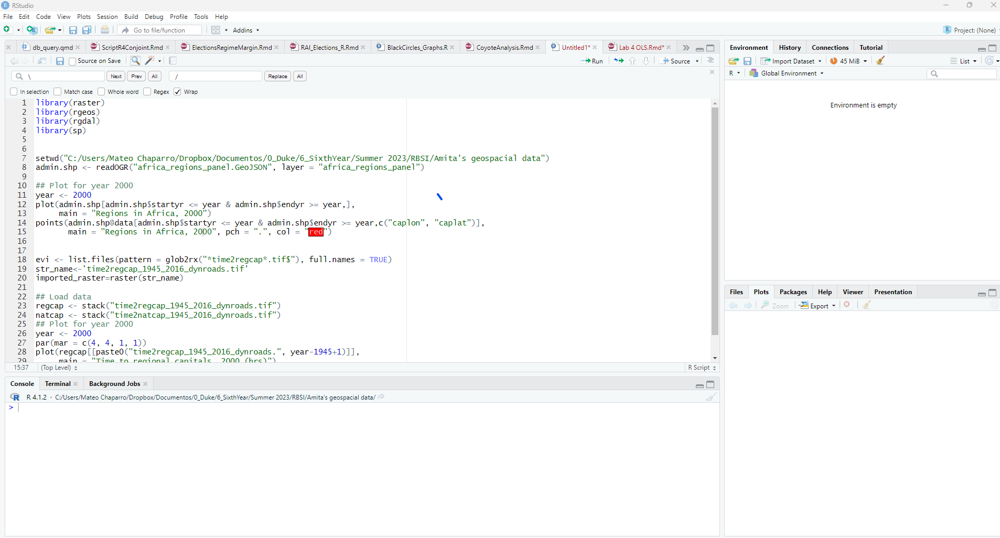 RStudio
File Edit Code View Plots Session Build Debug Profile Tools Help
Go to file/function Addins Project: (None)
db_query.qmd ScriptR4Conjoint.Rmd ElectionsRegimeMargin.Rmd RAI_Elections_R.Rmd BlackCircles_Graphs.R CoyoteAnalysis.Rmd Untitled1* Lab 4 OLS.Rmd*
Source on Save Run Source
\ Next Prev All / Replace All
In selection Match case Whole word Regex Wrap
1 library(raster)
2 library(rgeos)
3 library(rgdal)
4 library(sp)
5
6
7 setwd("C:/Users/Mateo Chaparro/Dropbox/Documentos/0_Duke/6_SixthYear/Summer 2023/RBSI/Amita's geospacial data")
8 admin.shp <- readOGR("africa_regions_panel.GeoJSON", layer = "africa_regions_panel")
9
10 ## Plot for year 2000
11 year <- 2000
12 plot(admin.shp[admin.shp$startyr <= year & admin.shp$endyr >= year,],
13 main = "Regions in Africa, 2000")
14 points(admin.shp@data[admin.shp$startyr <= year & admin.shp$endyr >= year,c("caplon", "caplat")],
15 main = "Regions in Africa, 2000", pch = ".", col = "red")
16
17
18 evi <- list.files(pattern = glob2rx("*time2regcap*.tif$"), full.names = TRUE)
19 str_name<-'time2regcap_1945_2016_dynroads.tif'
20 imported_raster=raster(str_name)
21
22 ## Load data
23 regcap <- stack("time2regcap_1945_2016_dynroads.tif")
24 natcap <- stack("time2natcap_1945_2016_dynroads.tif")
25 ## Plot for year 2000
26 year <- 2000
27 par(mar = c(4, 4, 1, 1))
28 plot(regcap[[paste0("time2regcap_1945_2016_dynroads.", year-1945+1)]],
29 main = "Time to regional capitals, 2000 (hrs)")
15:37 (Top Level) R Script
Console Terminal Background Jobs
R 4.1.2 · C:/Users/Mateo Chaparro/Dropbox/Documentos/0_Duke/6_SixthYear/Summer 2023/RBSI/Amita's geospacial data/
>
Environment History Connections Tutorial
Import Dataset 45 MiB List
R Global Environment
Environment is empty
Files Plots Packages Help Viewer Presentation
Zoom Export